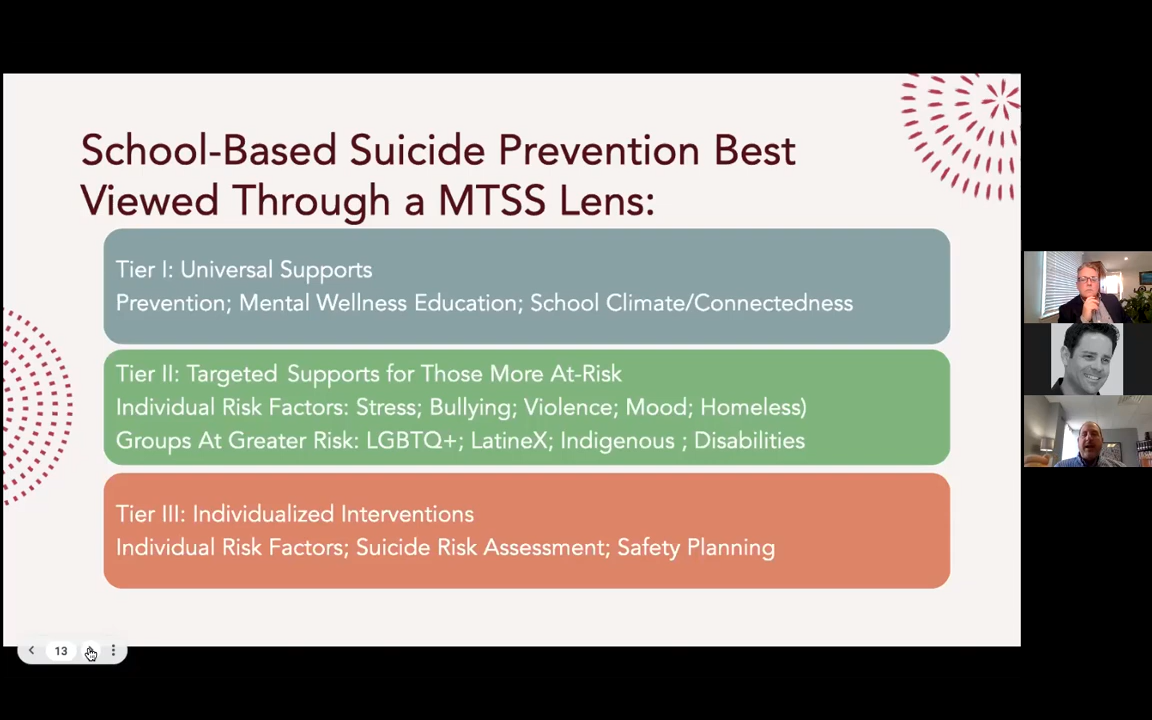 School-Based Suicide Prevention Best
Viewed Through a MTSS Lens:
Tier I: Universal Supports
Prevention; Mental Wellness Education; School Climate/Connectedness
Tier II: Targeted Supports for Those More At-Risk
Individual Risk Factors: Stress; Bullying; Violence; Mood; Homeless)
Groups At Greater Risk: LGBTQ+; LatineX; Indigenous ; Disabilities
Tier III: Individualized Interventions
Individual Risk Factors; Suicide Risk Assessment; Safety Planning
13